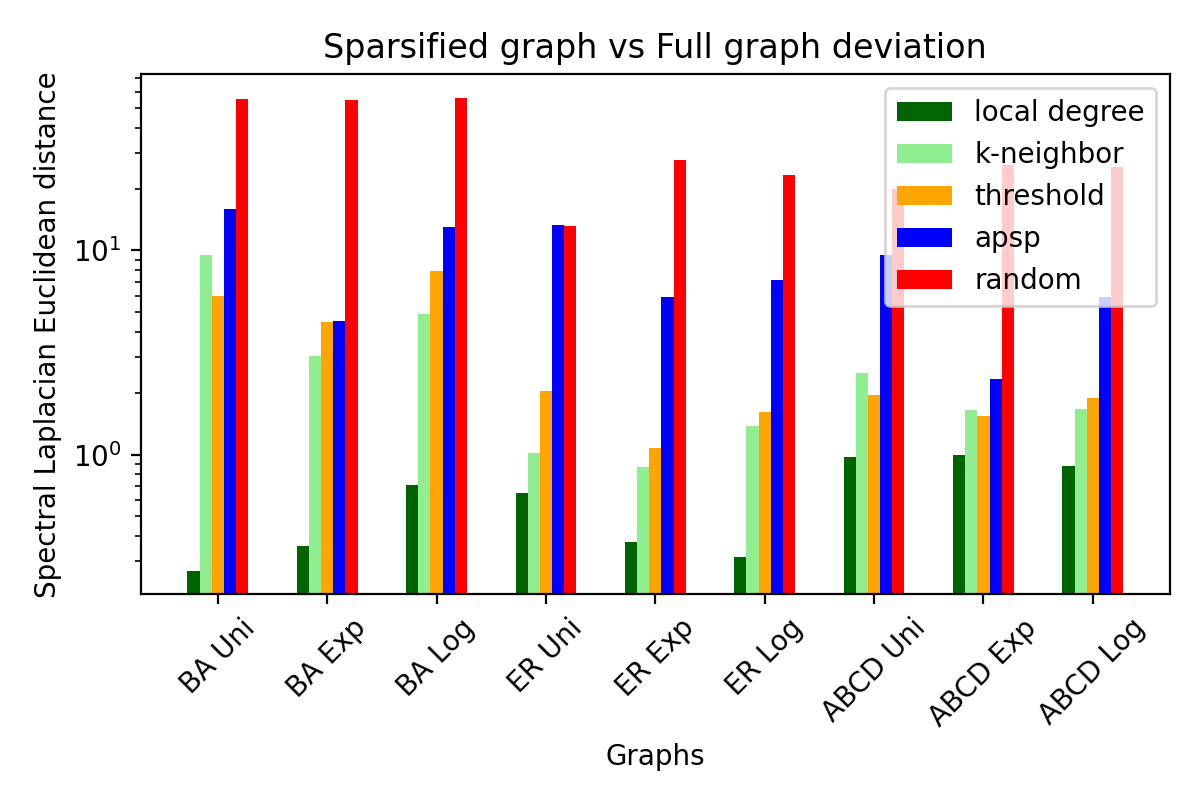 Sparsified graph vs Full graph deviation
Spectral Laplacian Euclidean distance
10¹
10⁰
local degree
k-neighbor
threshold
apsp
random
BA Uni
BA Exp
BA Log
ER Uni
ER Exp
ER Log
ABCD Uni
ABCD Exp
ABCD Log
Graphs